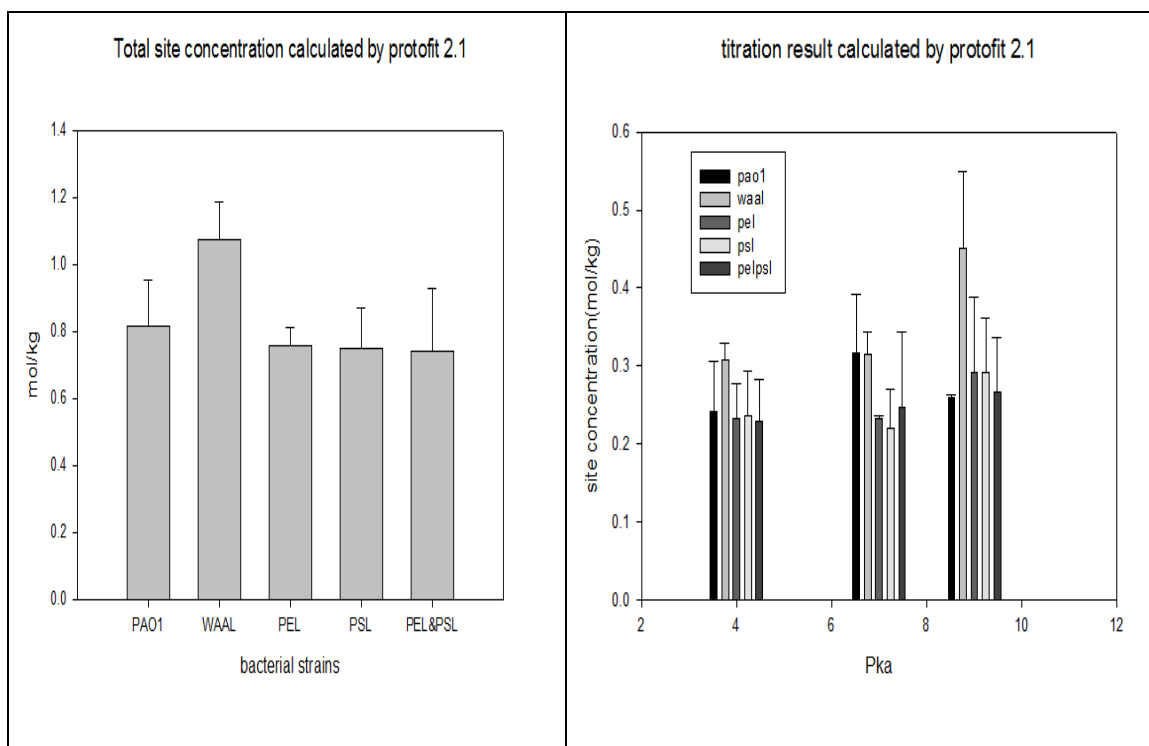 Total site concentration calculated by protofit 2.1
1.4
1.2
1.0
0.8
0.6
0.4
0.2
0.0
mol/kg
PAO1 WAAL PEL PSL PEL&PSL
bacterial strains
titration result calculated by protofit 2.1
0.6
0.5
0.4
0.3
0.2
0.1
0.0
site concentration(mol/kg)
pao1
waal
pel
psl
pelpsl
2 4 6 8 10 12
Pka